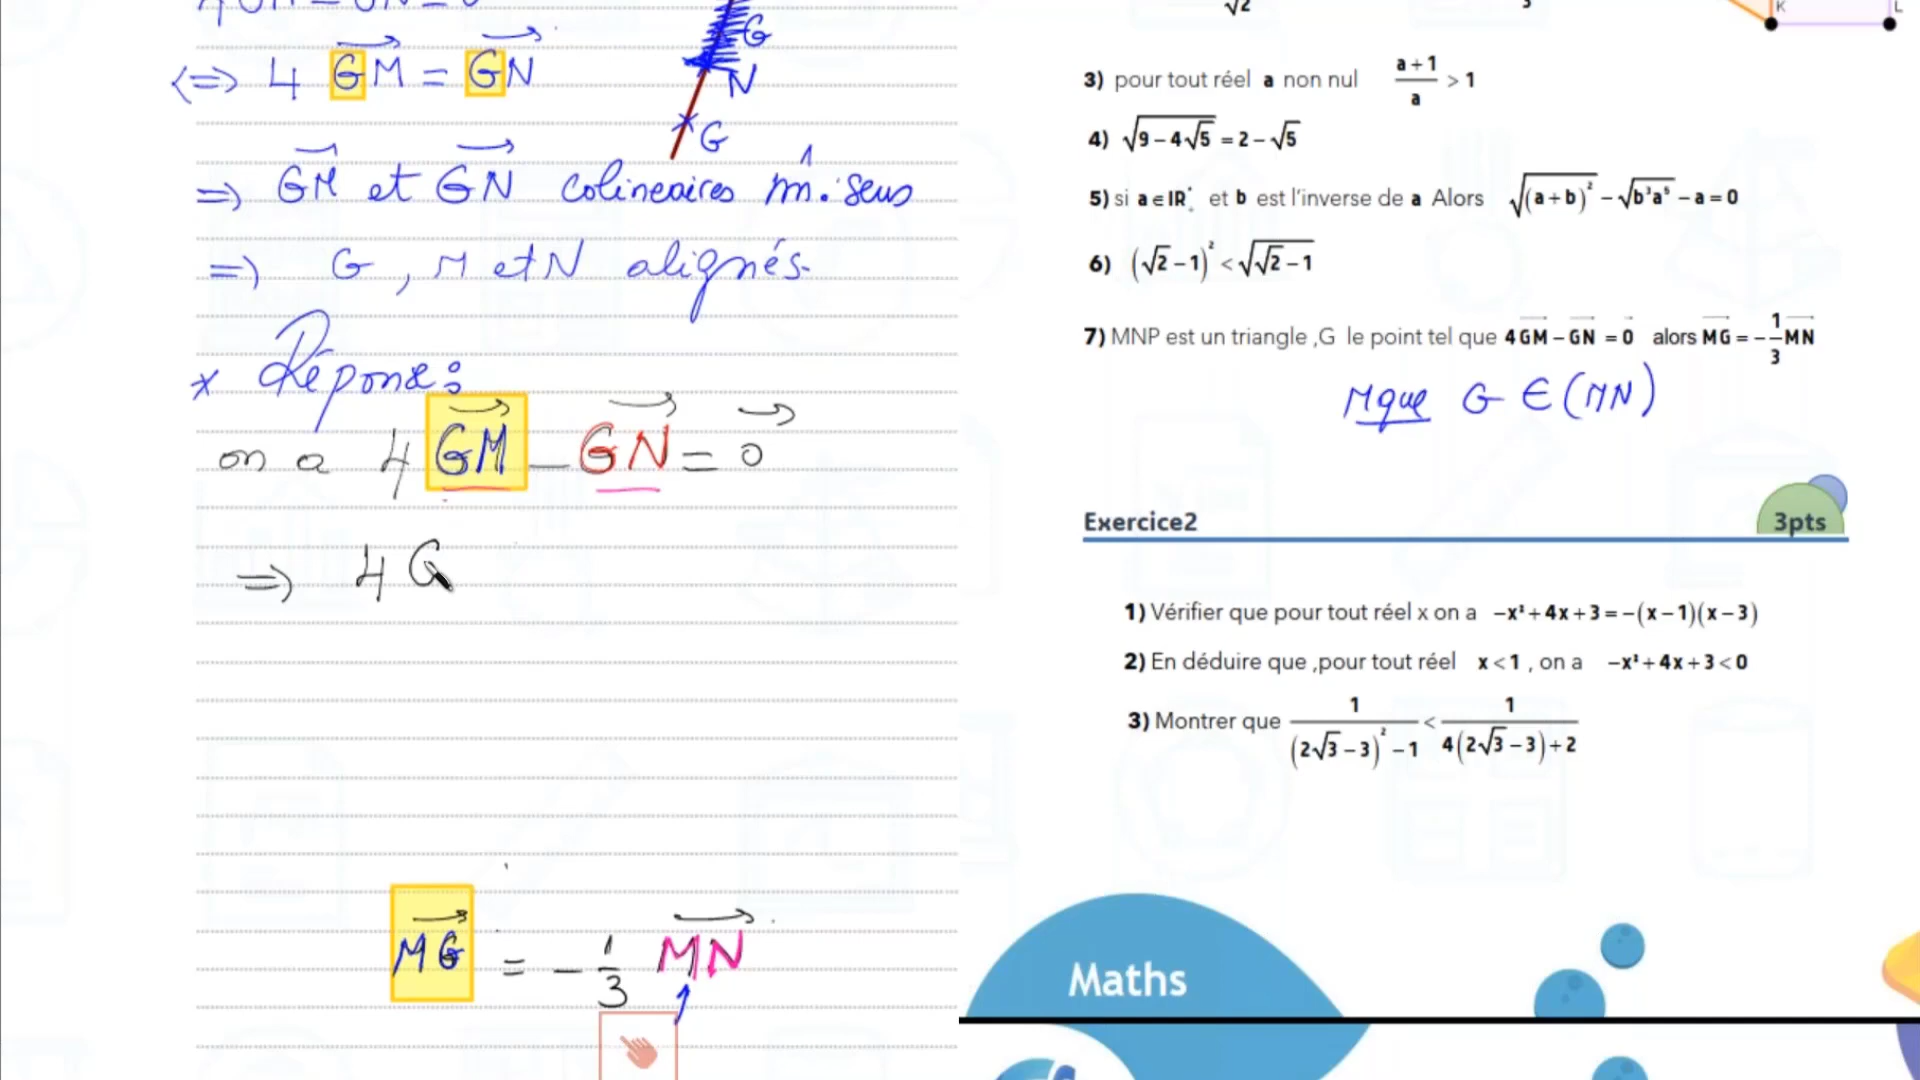 ⇔ 4 GM = GN
⇒ GM et GN colineaires m. sens
⇒ G, M et N alignés.
* Réponse:
on a 4 GM − GN = 0
⇒ 4 G
MG = − 1/3 MN
G
N
G
√2
3
K
L
3) pour tout réel a non nul (a+1)/a > 1
4) √(9−4√5) = 2−√5
5) si a∈IR*₊ et b est l'inverse de a Alors √((a+b)²) − √(b³a⁵) − a = 0
6) (√2−1)² < √(√2−1)
7) MNP est un triangle ,G le point tel que 4GM−GN = 0 alors MG = −1/3 MN
Mque G ∈ (MN)
Exercice2
3pts
1) Vérifier que pour tout réel x on a −x²+4x+3=−(x−1)(x−3)
2) En déduire que ,pour tout réel x<1 , on a −x²+4x+3<0
3) Montrer que 1/((2√3−3)²−1) < 1/(4(2√3−3)+2)
Maths